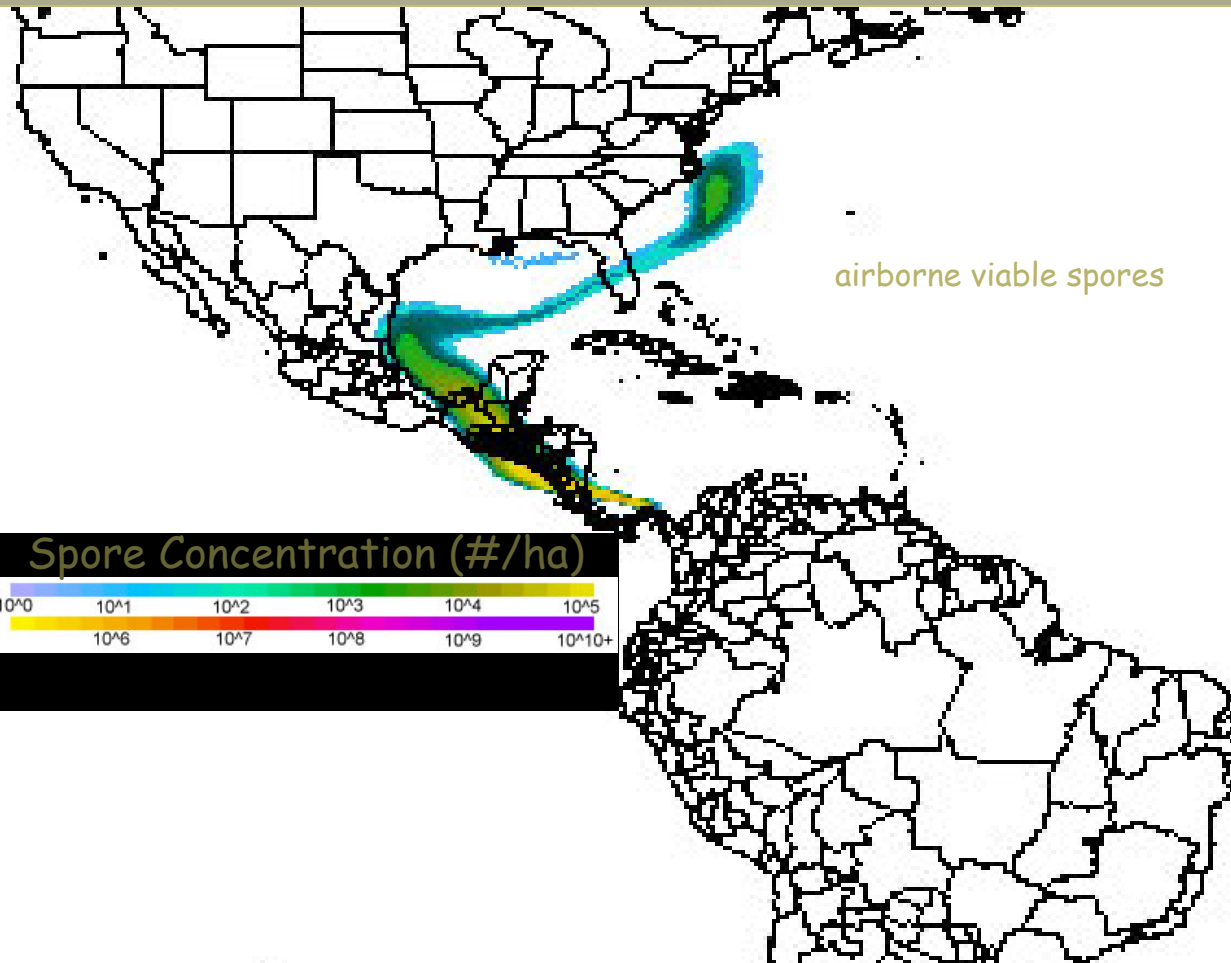 airborne viable spores
Spore Concentration (#/ha)
10^0 10^1 10^2 10^3 10^4 10^5
10^6 10^7 10^8 10^9 10^10+